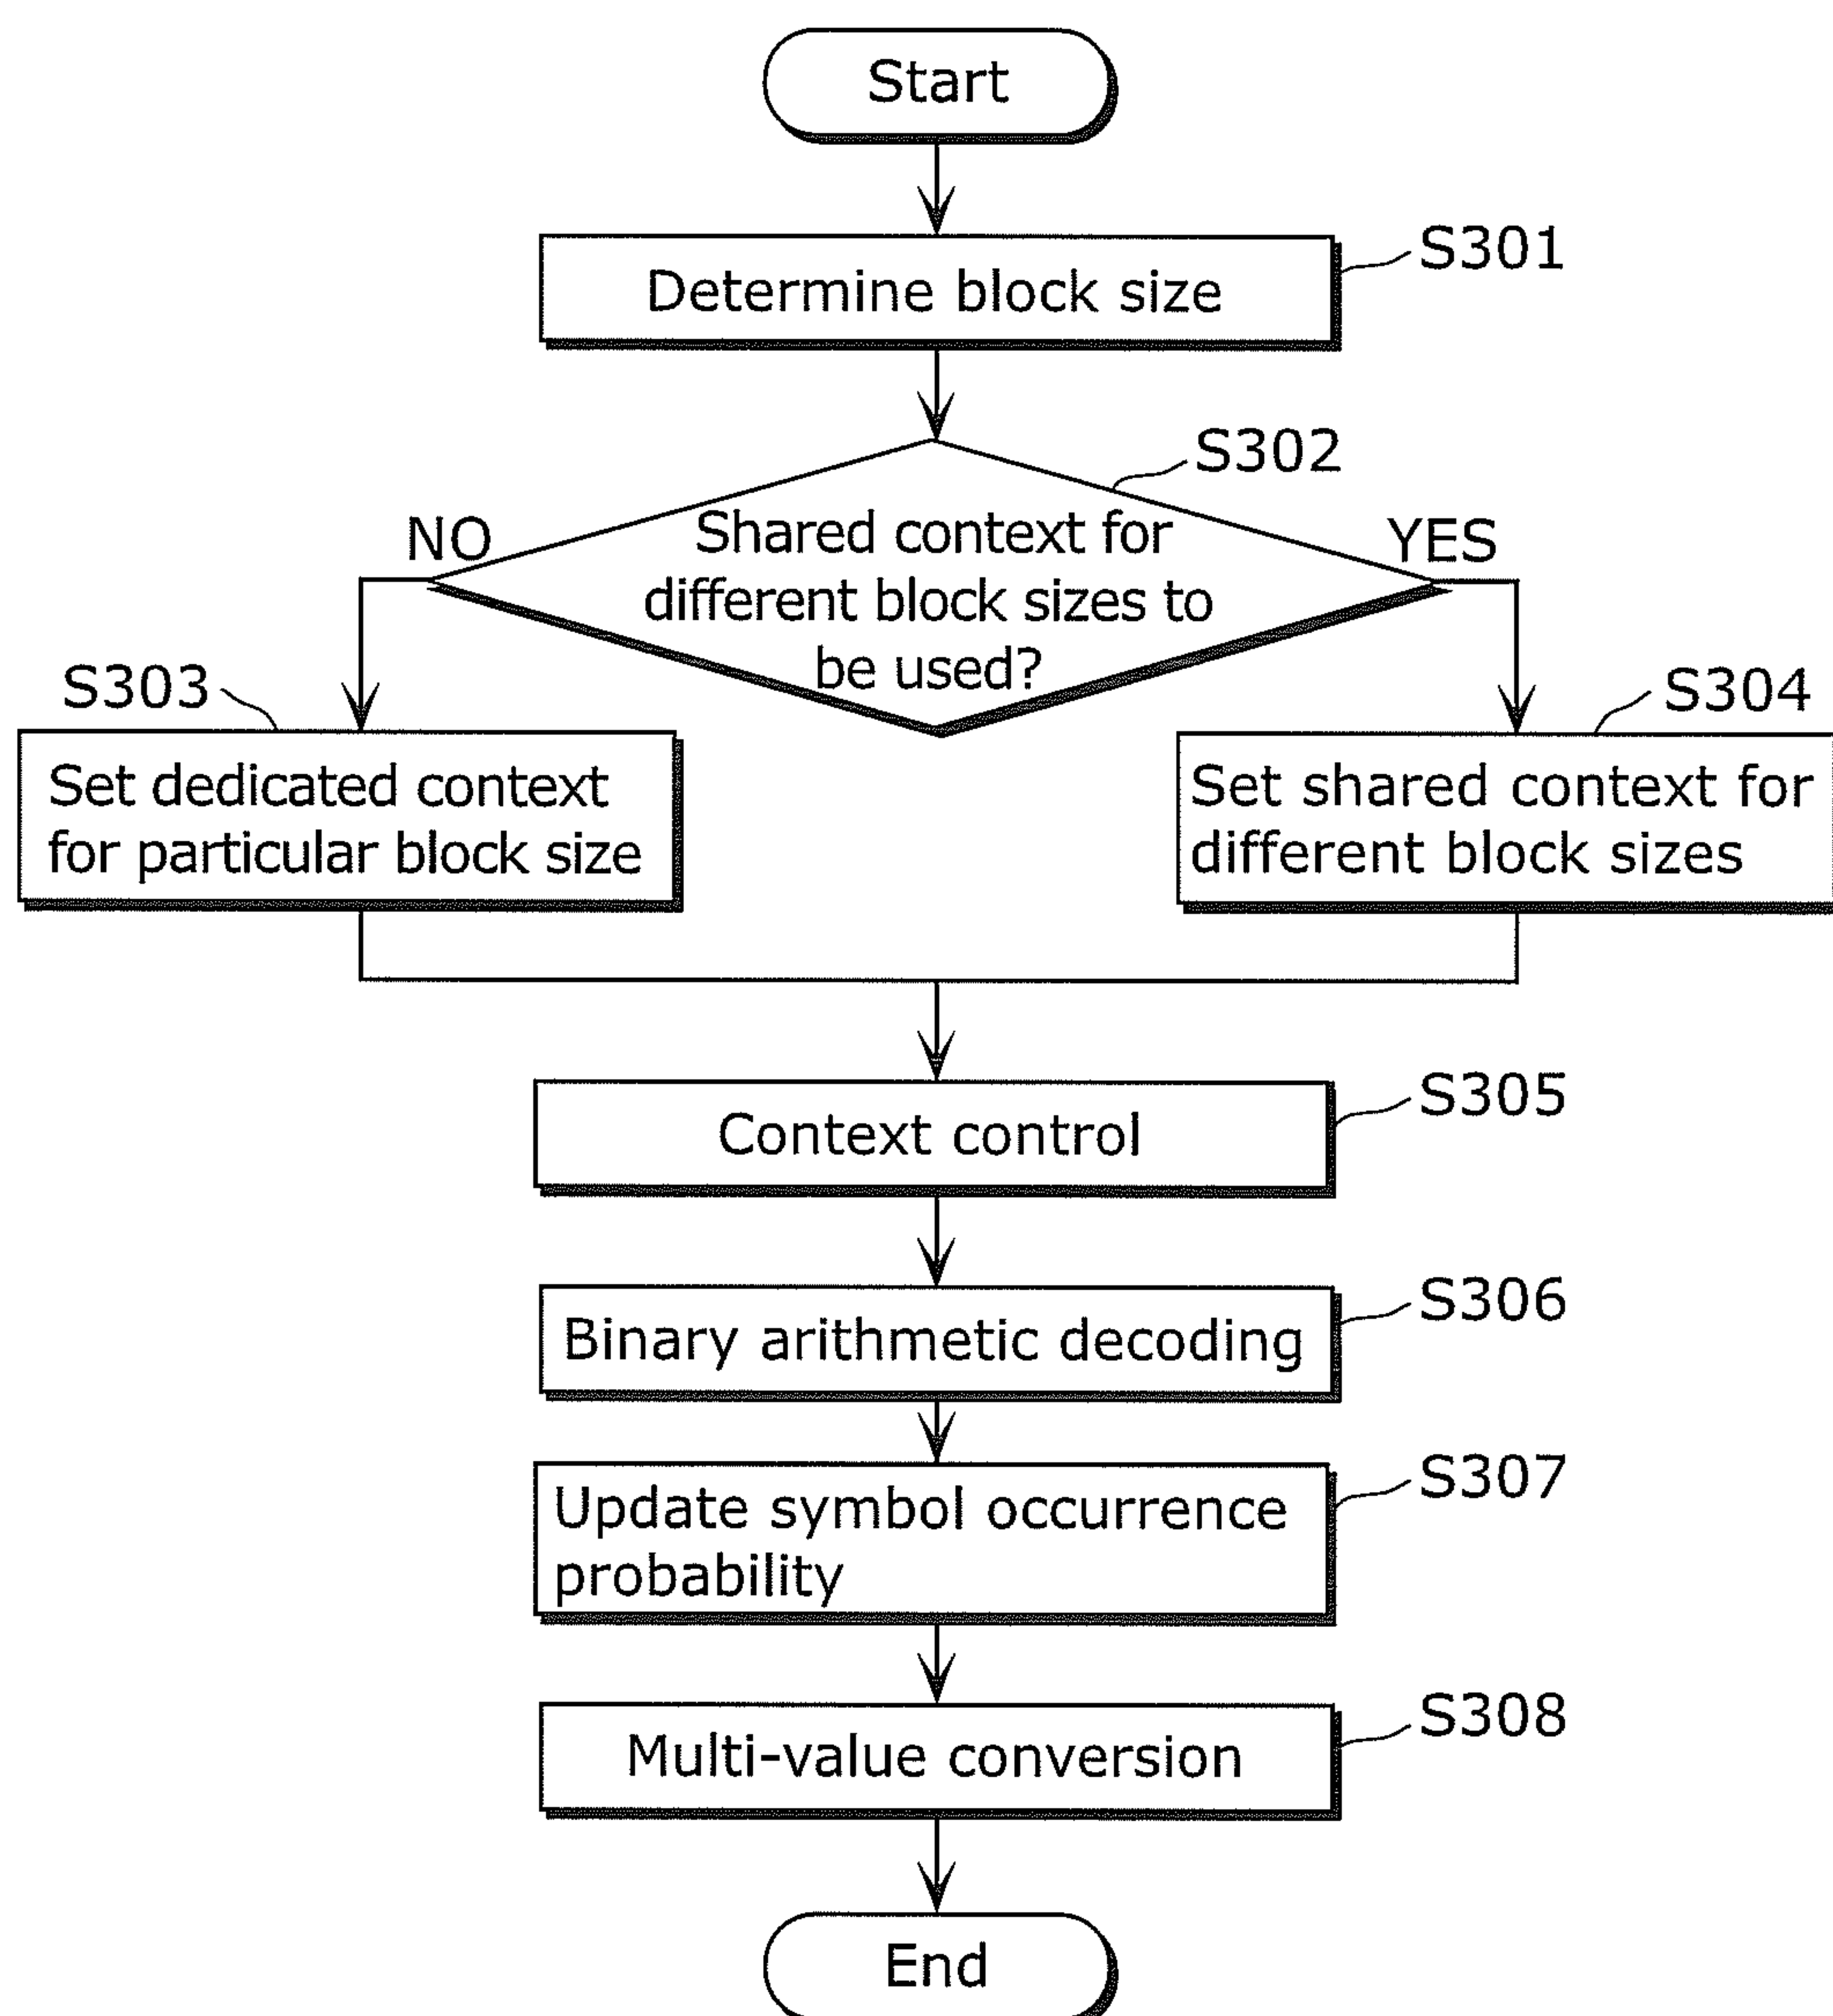 Start
Determine block size
S301
S302
NO
Shared context for
different block sizes to
be used?
YES
S303
Set dedicated context
for particular block size
S304
Set shared context for
different block sizes
Context control
S305
Binary arithmetic decoding
S306
Update symbol occurrence
probability
S307
Multi-value conversion
S308
End